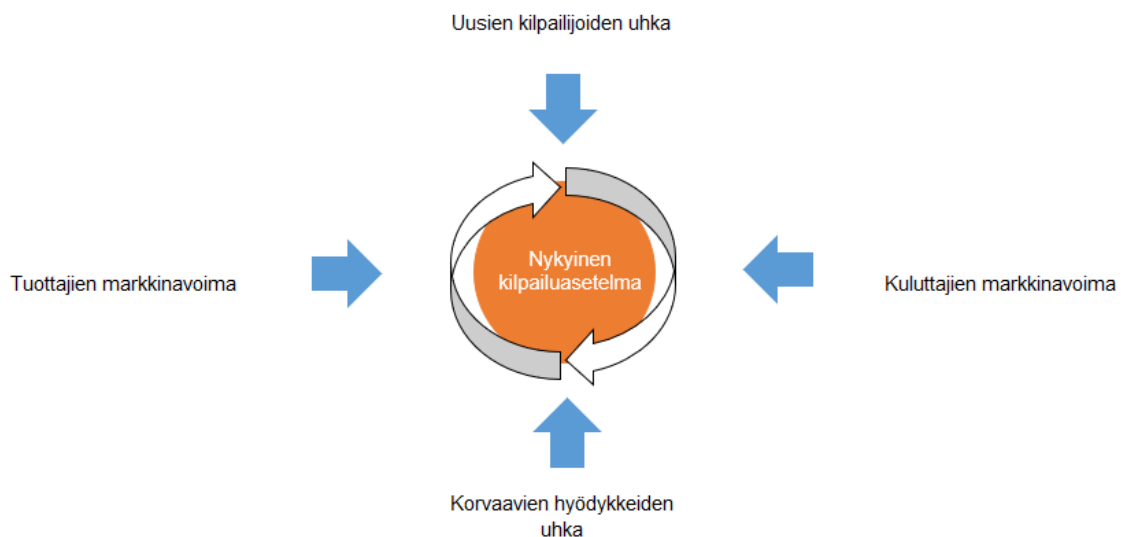 Uusien kilpailijoiden uhka
Tuottajien markkinavoima
Nykyinen
kilpailuasetelma
Kuluttajien markkinavoima
Korvaavien hyödykkeiden
uhka